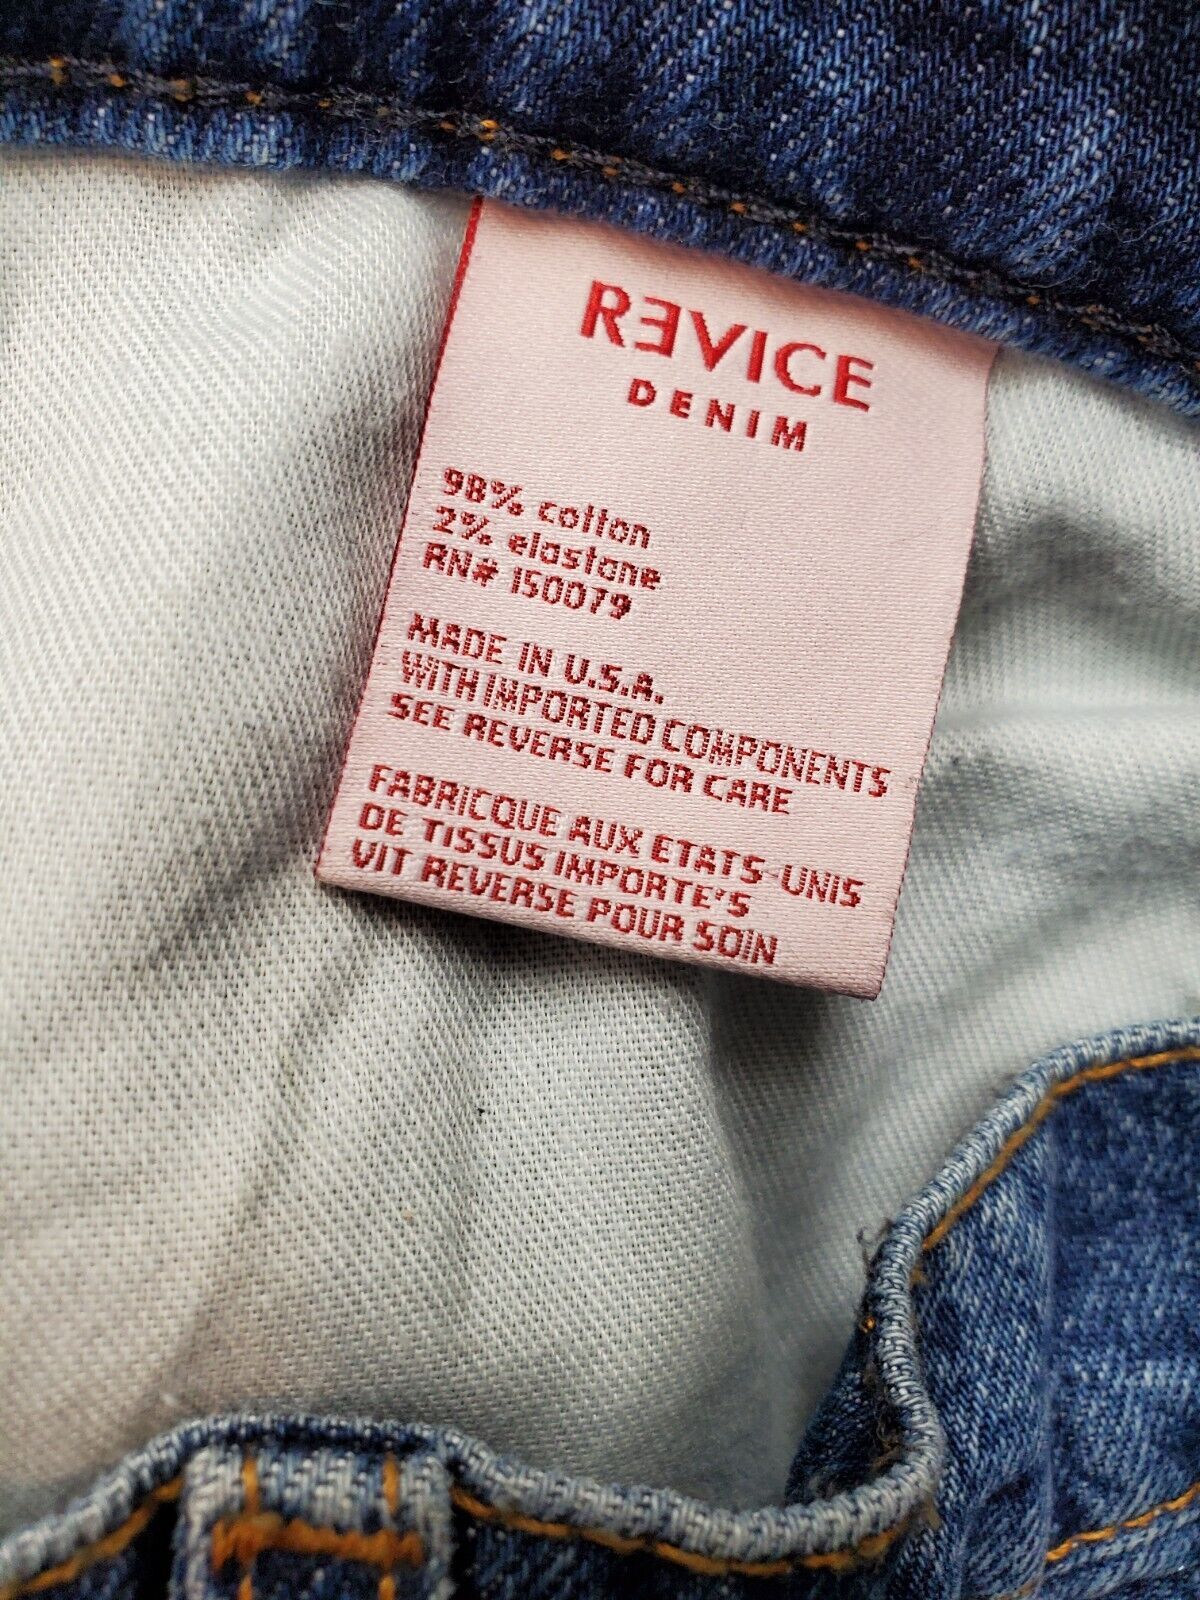 RƎVICE
DENIM
98% cotton
2% elastane
RN# 150079
MADE IN U.S.A.
WITH IMPORTED COMPONENTS
SEE REVERSE FOR CARE
FABRICQUE AUX ETATS-UNIS
DE TISSUS IMPORTE'S
VIT REVERSE POUR SOIN